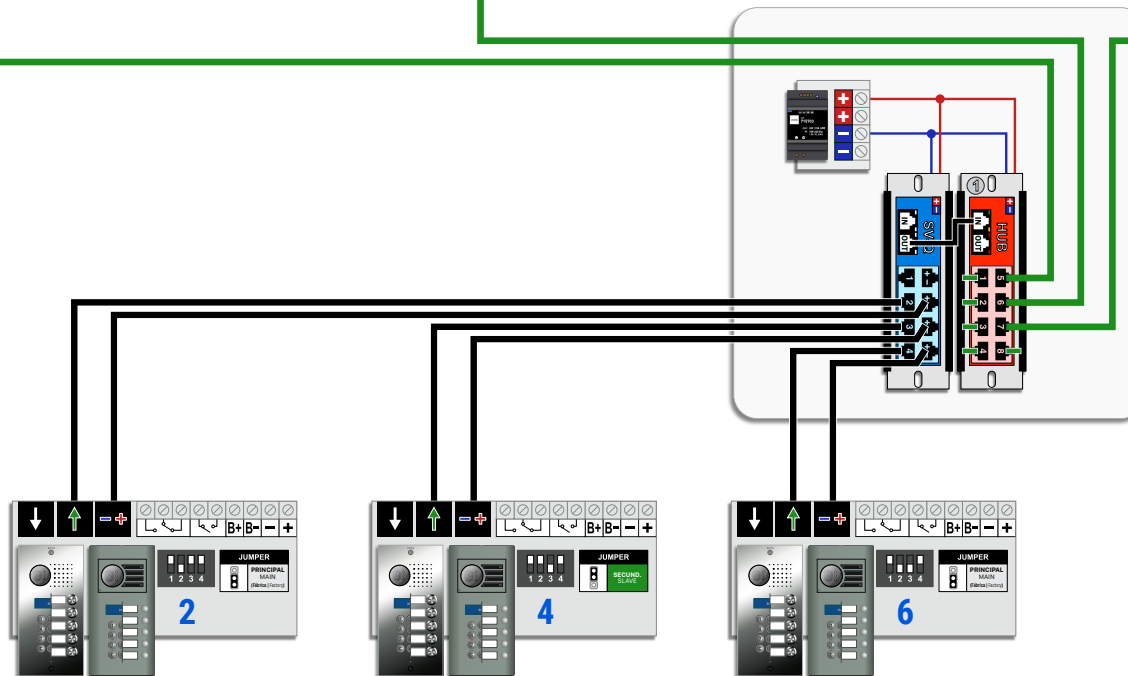 +
+
−
−
1
+
−
+
−
IN
OUT
SV-Q
IN
OUT
HUB
1
2
3
4
1 5
2 6
3 7
4 8
− +
B+ B- − +
1 2 3 4
JUMPER
PRINCIPAL
MAIN
(Fábrica | Factory)
2
− +
B+ B- − +
1 2 3 4
JUMPER
SECUND.
SLAVE
4
− +
B+ B- − +
1 2 3 4
JUMPER
PRINCIPAL
MAIN
(Fábrica | Factory)
6